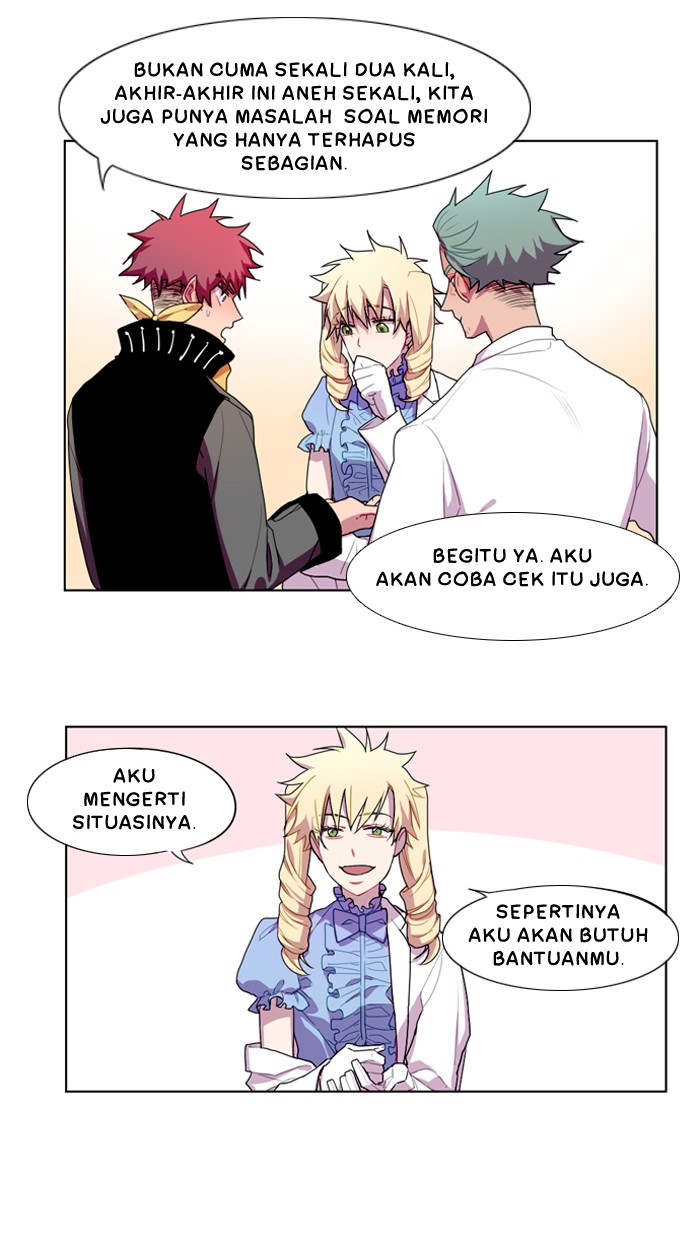 BUKAN CUMA SEKALI DUA KALI,
AKHIR-AKHIR INI ANEH SEKALI, KITA
JUGA PUNYA MASALAH SOAL MEMORI
YANG HANYA TERHAPUS
SEBAGIAN.
BEGITU YA. AKU
AKAN COBA CEK ITU JUGA.
AKU
MENGERTI
SITUASINYA.
SEPERTINYA
AKU AKAN BUTUH
BANTUANMU.